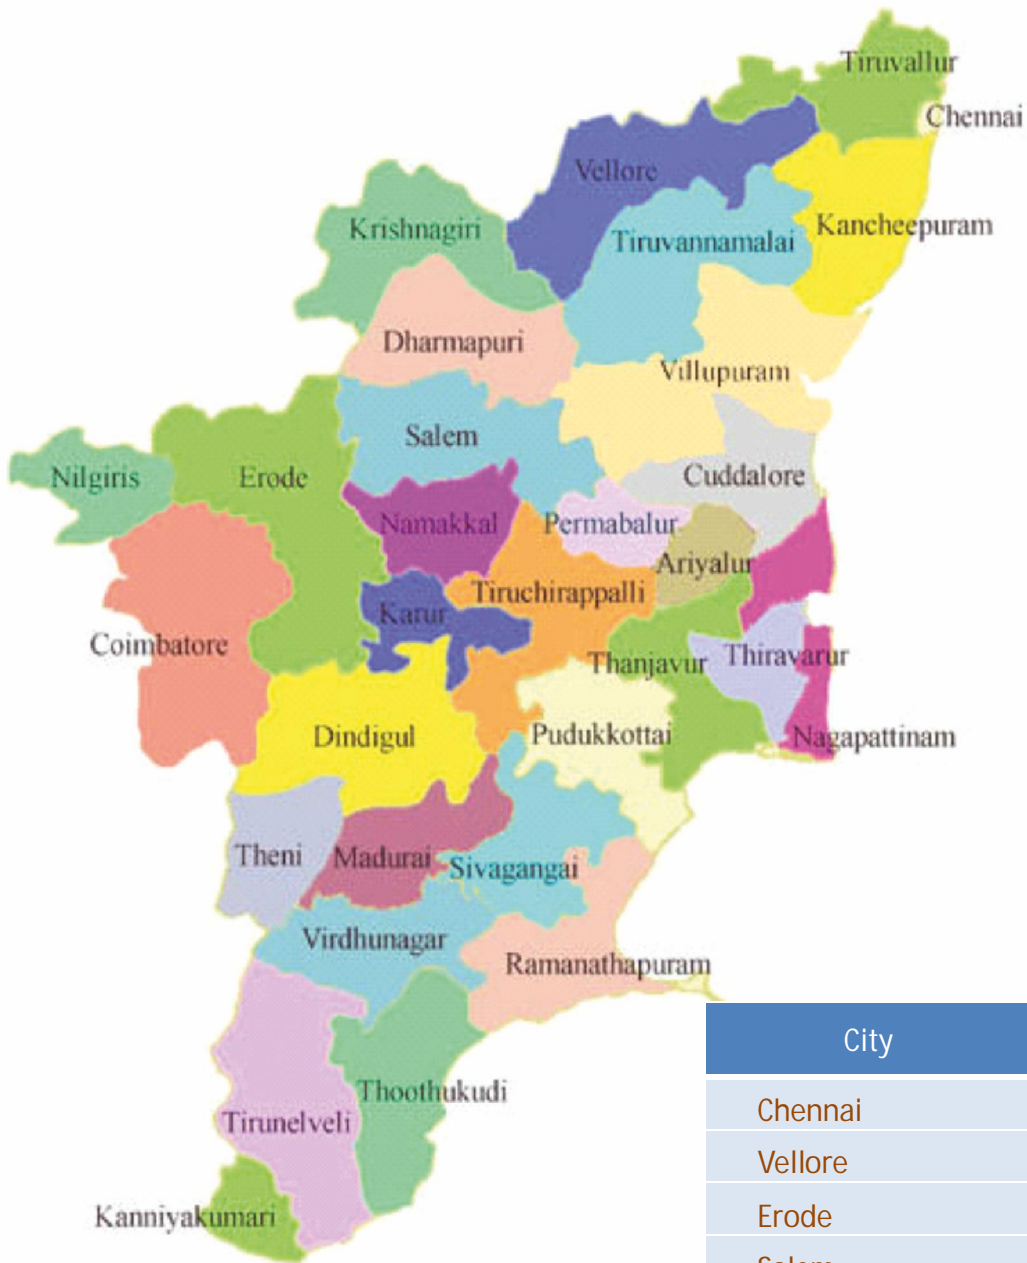 Tiruvallur
Chennai
Vellore
Krishnagiri
Tiruvannamalai
Kancheepuram
Dharmapuri
Villupuram
Salem
Nilgiris
Erode
Cuddalore
Namakkal
Permabalur
Ariyalur
Tiruchirappalli
Karur
Coimbatore
Thanjavur
Thiravarur
Dindigul
Pudukkottai
Nagapattinam
Theni
Madurai
Sivagangai
Virdhunagar
Ramanathapuram
Thoothukudi
Tirunelveli
Kanniyakumari
City
Chennai
Vellore
Erode
Salem